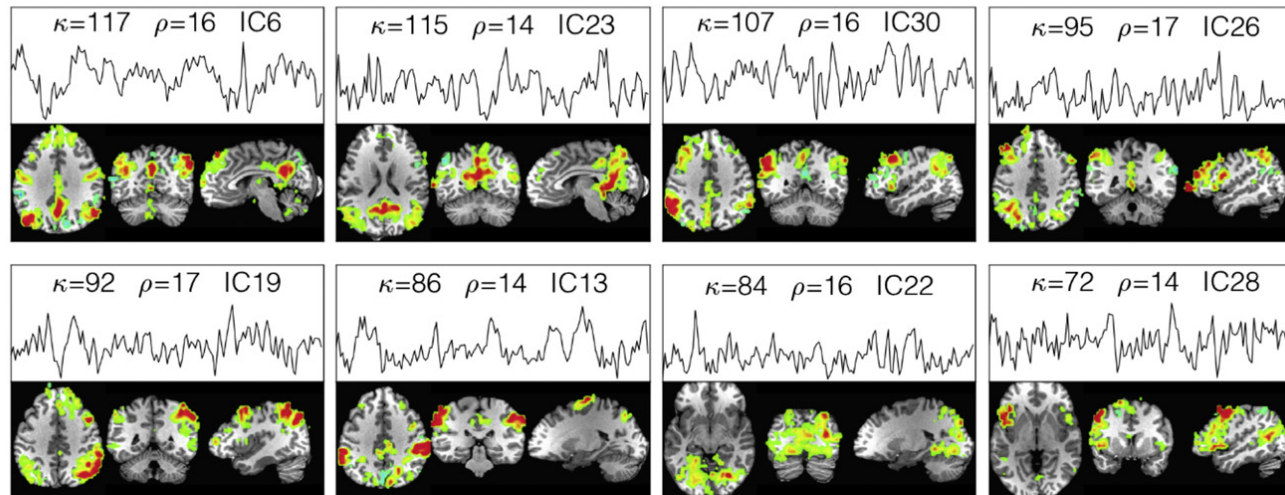 κ=117 ρ=16 IC6
κ=115 ρ=14 IC23
κ=107 ρ=16 IC30
κ=95 ρ=17 IC26
κ=92 ρ=17 IC19
κ=86 ρ=14 IC13
κ=84 ρ=16 IC22
κ=72 ρ=14 IC28